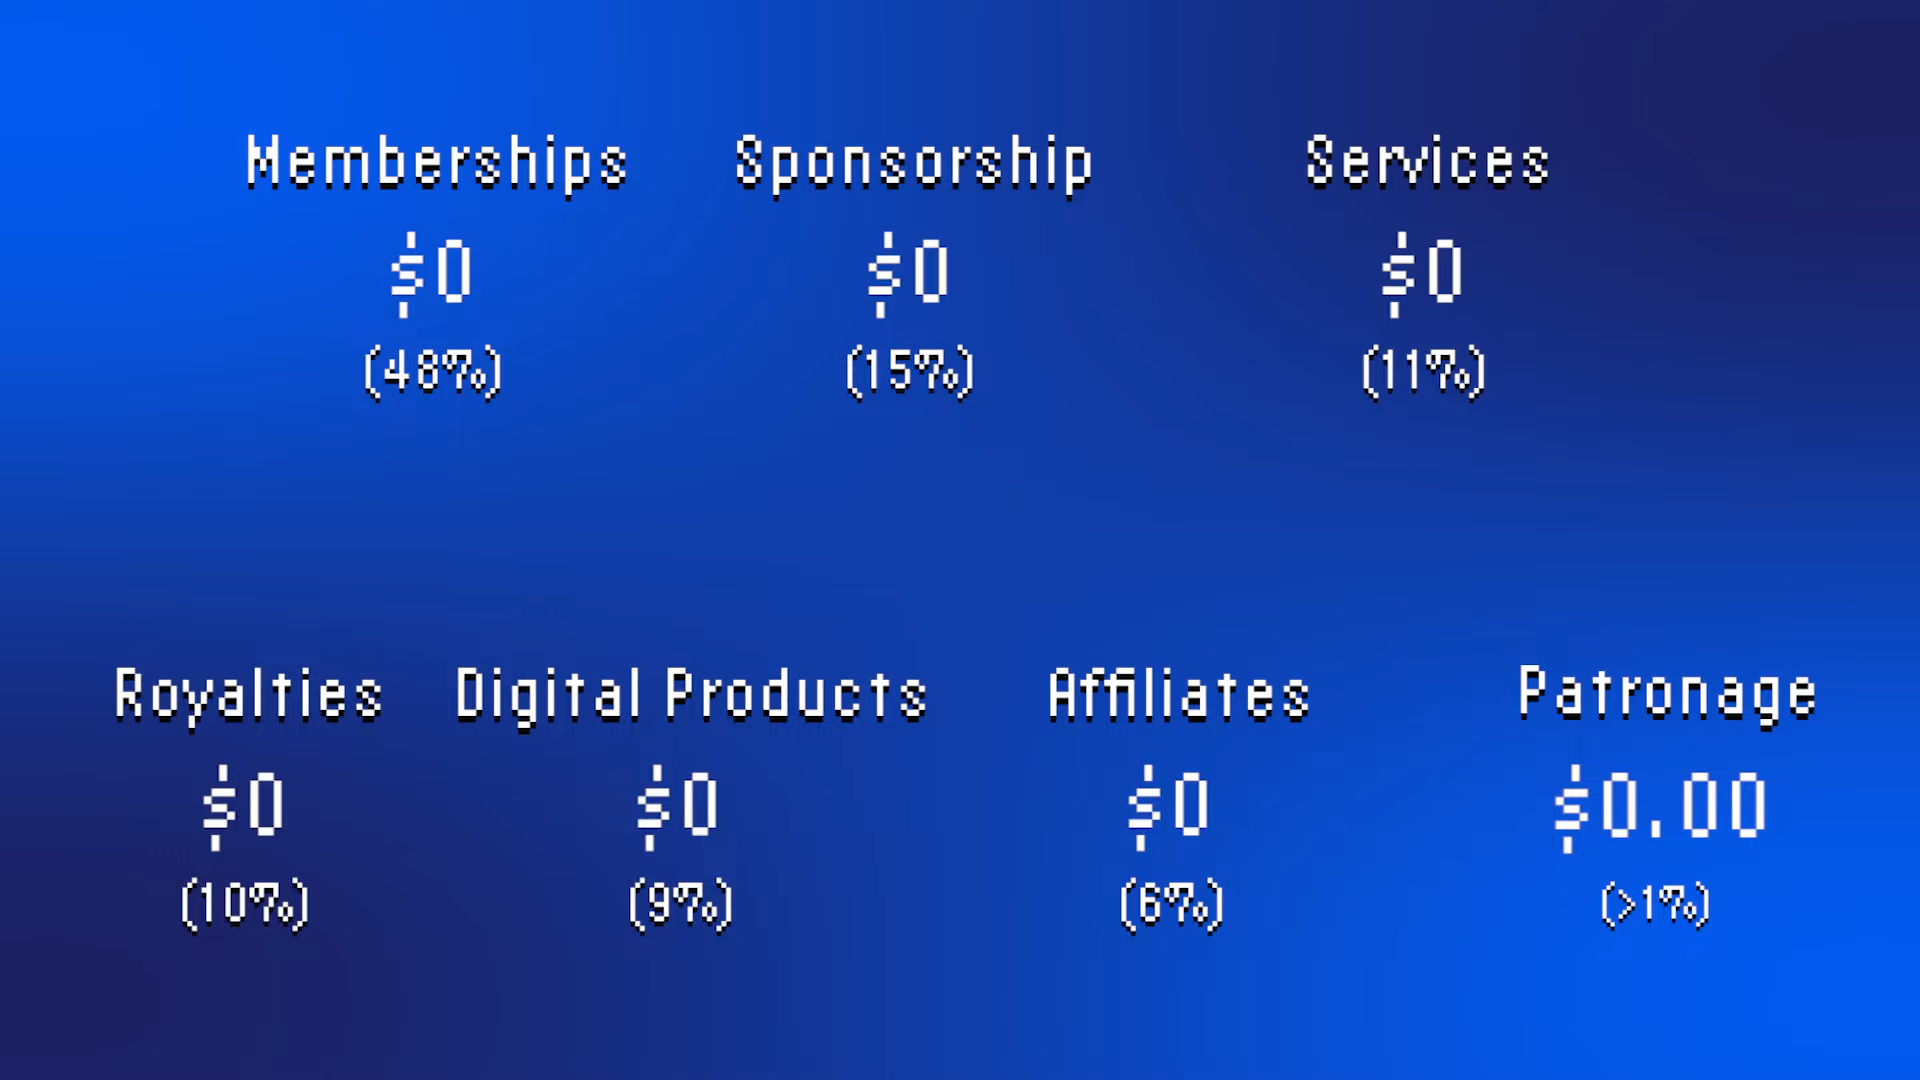 Memberships Sponsorship Services
$0 $0 $0
(48%) (15%) (11%)
Royalties Digital Products Affiliates Patronage
$0 $0 $0 $0.00
(10%) (9%) (6%) (>1%)